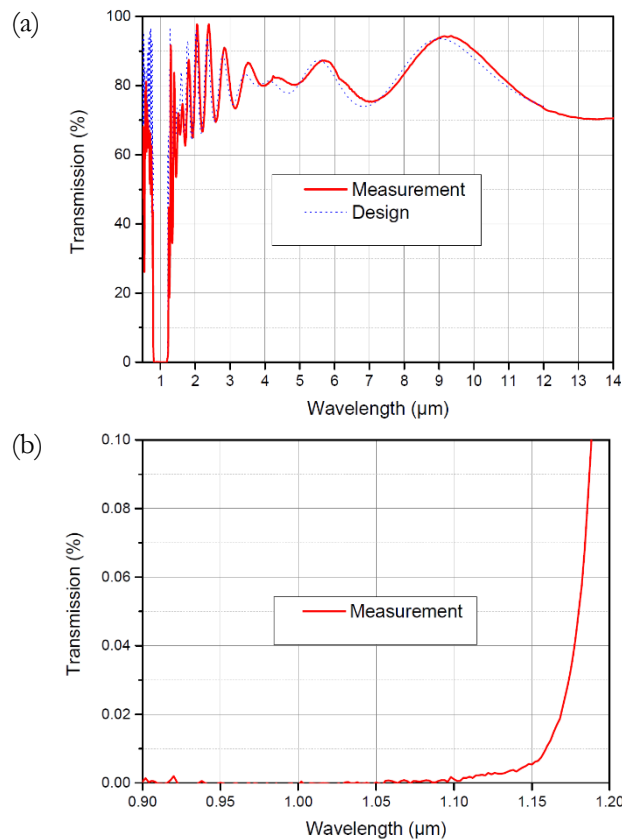 (a)
100
80
60
40
20
0
Transmission (%)
Measurement
Design
1 2 3 4 5 6 7 8 9 10 11 12 13 14
Wavelength (µm)
(b)
0.10
0.08
0.06
0.04
0.02
0.00
Transmission (%)
Measurement
0.90 0.95 1.00 1.05 1.10 1.15 1.20
Wavelength (µm)